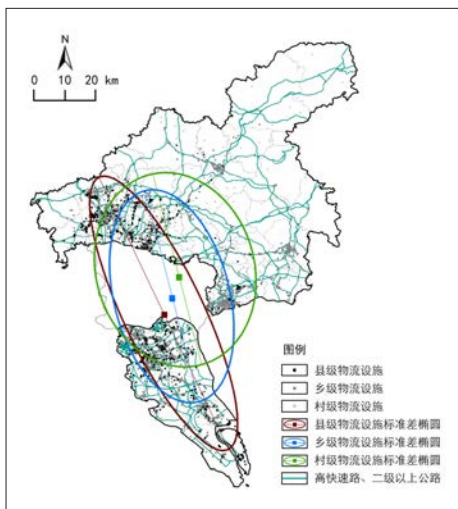 N
0 10 20 km
图例
县级物流设施
乡级物流设施
村级物流设施
县级物流设施标准差椭圆
乡级物流设施标准差椭圆
村级物流设施标准差椭圆
高快速路、二级以上公路